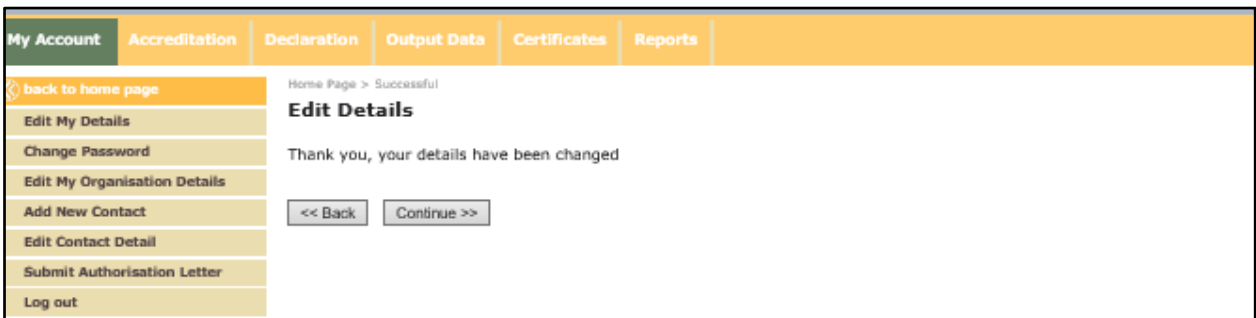 My Account Accreditation Declaration Output Data Certificates Reports
back to home page
Edit My Details
Change Password
Edit My Organisation Details
Add New Contact
Edit Contact Detail
Submit Authorisation Letter
Log out
Home Page > Successful
Edit Details
Thank you, your details have been changed
<< Back Continue >>